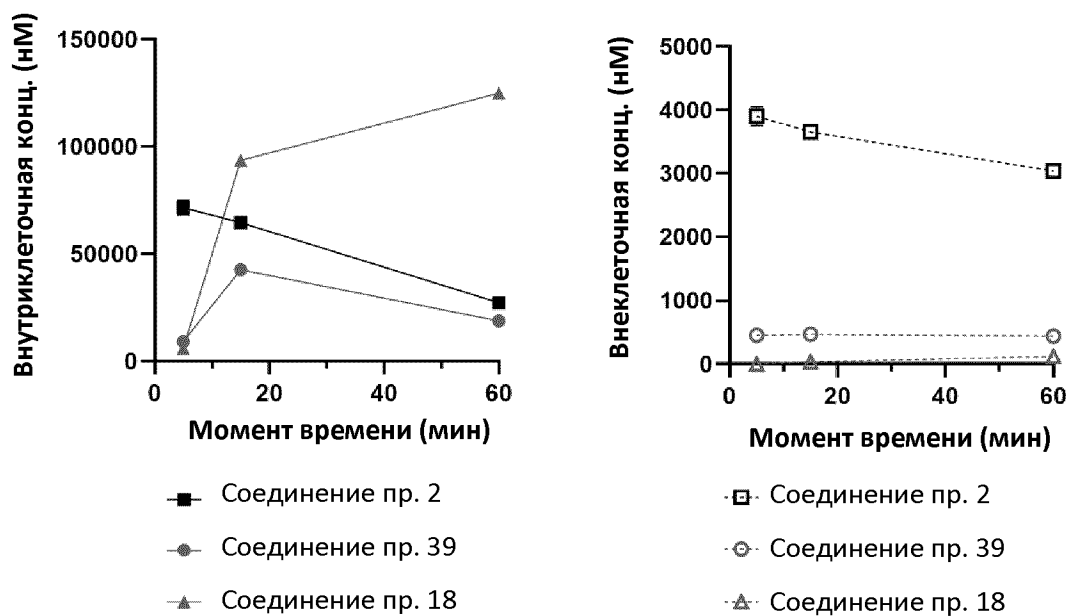 Внутриклеточная конц. (нМ)
150000
100000
50000
0
0
20
40
60
Момент времени (мин)
Соединение пр. 2
Соединение пр. 39
Соединение пр. 18
Внеклеточная конц. (нМ)
5000
4000
3000
2000
1000
0
0
20
40
60
Момент времени (мин)
Соединение пр. 2
Соединение пр. 39
Соединение пр. 18